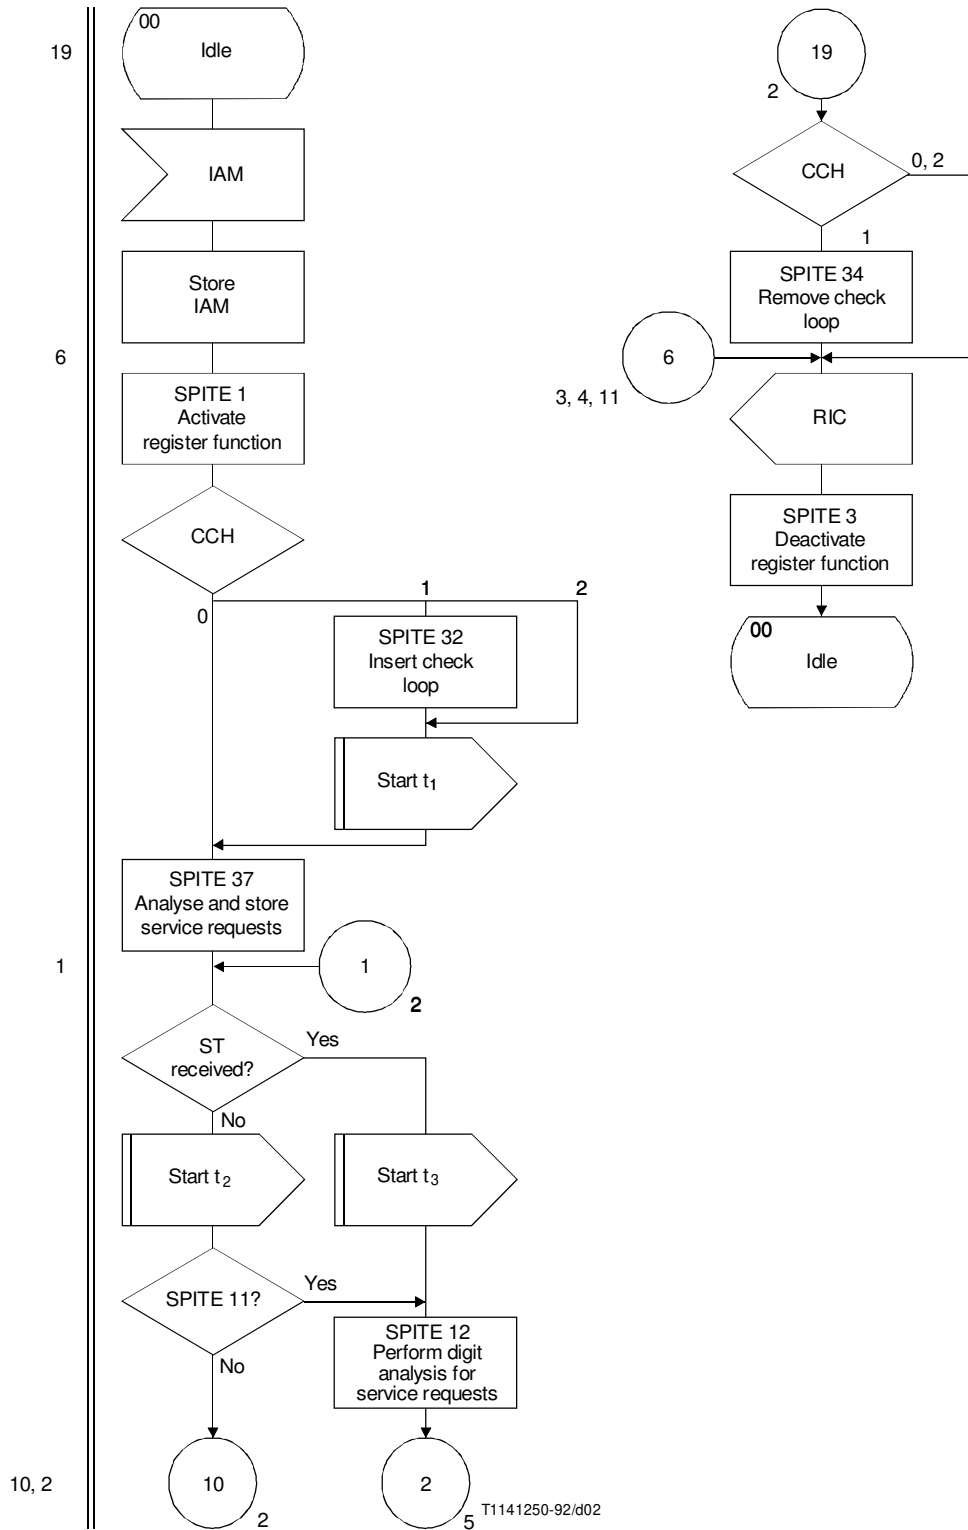 00
Idle
19
IAM
Store
IAM
6
SPITE 1
Activate
register function
CCH
0
1
2
SPITE 32
Insert check
loop
Start t1
SPITE 37
Analyse and store
service requests
1
1
2
ST
received?
Yes
No
Start t2
Start t3
SPITE 11?
Yes
No
SPITE 12
Perform digit
analysis for
service requests
10, 2
10
2
2
5
T1141250-92/d02
19
2
CCH
0, 2
1
SPITE 34
Remove check
loop
6
3, 4, 11
RIC
SPITE 3
Deactivate
register function
00
Idle